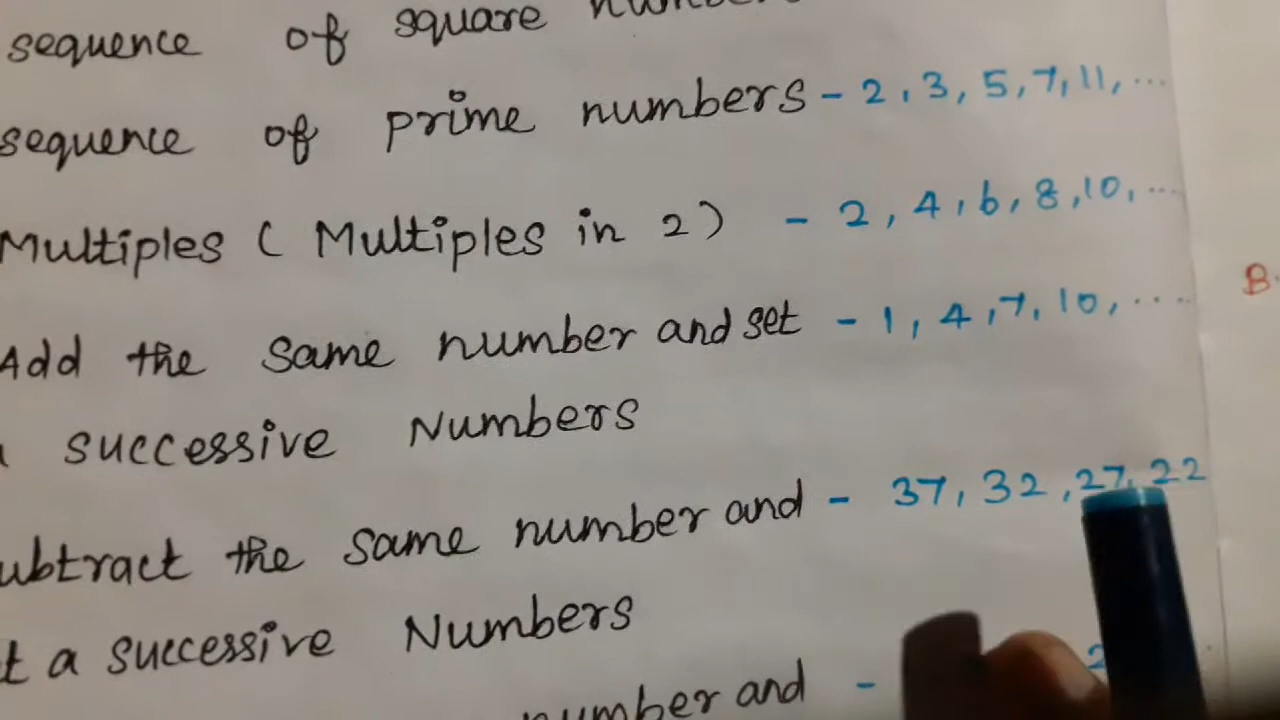 sequence of square
sequence of prime numbers - 2, 3, 5, 7, 11, ...
Multiples ( Multiples in 2) - 2, 4, 6, 8, 10, ...
Add the same number and set - 1, 4, 7, 10, ....
a successive Numbers
B.
ubtract the same number and - 37, 32, 27, 22
t a successive Numbers
number and -